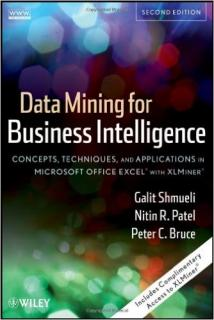 www.
SECOND EDITION
Data Mining for
Business Intelligence
CONCEPTS, TECHNIQUES, AND APPLICATIONS IN
MICROSOFT OFFICE EXCEL® WITH XLMINER®
Galit Shmueli
Nitin R. Patel
Peter C. Bruce
Includes Complimentary
Access to XLMiner®
WILEY